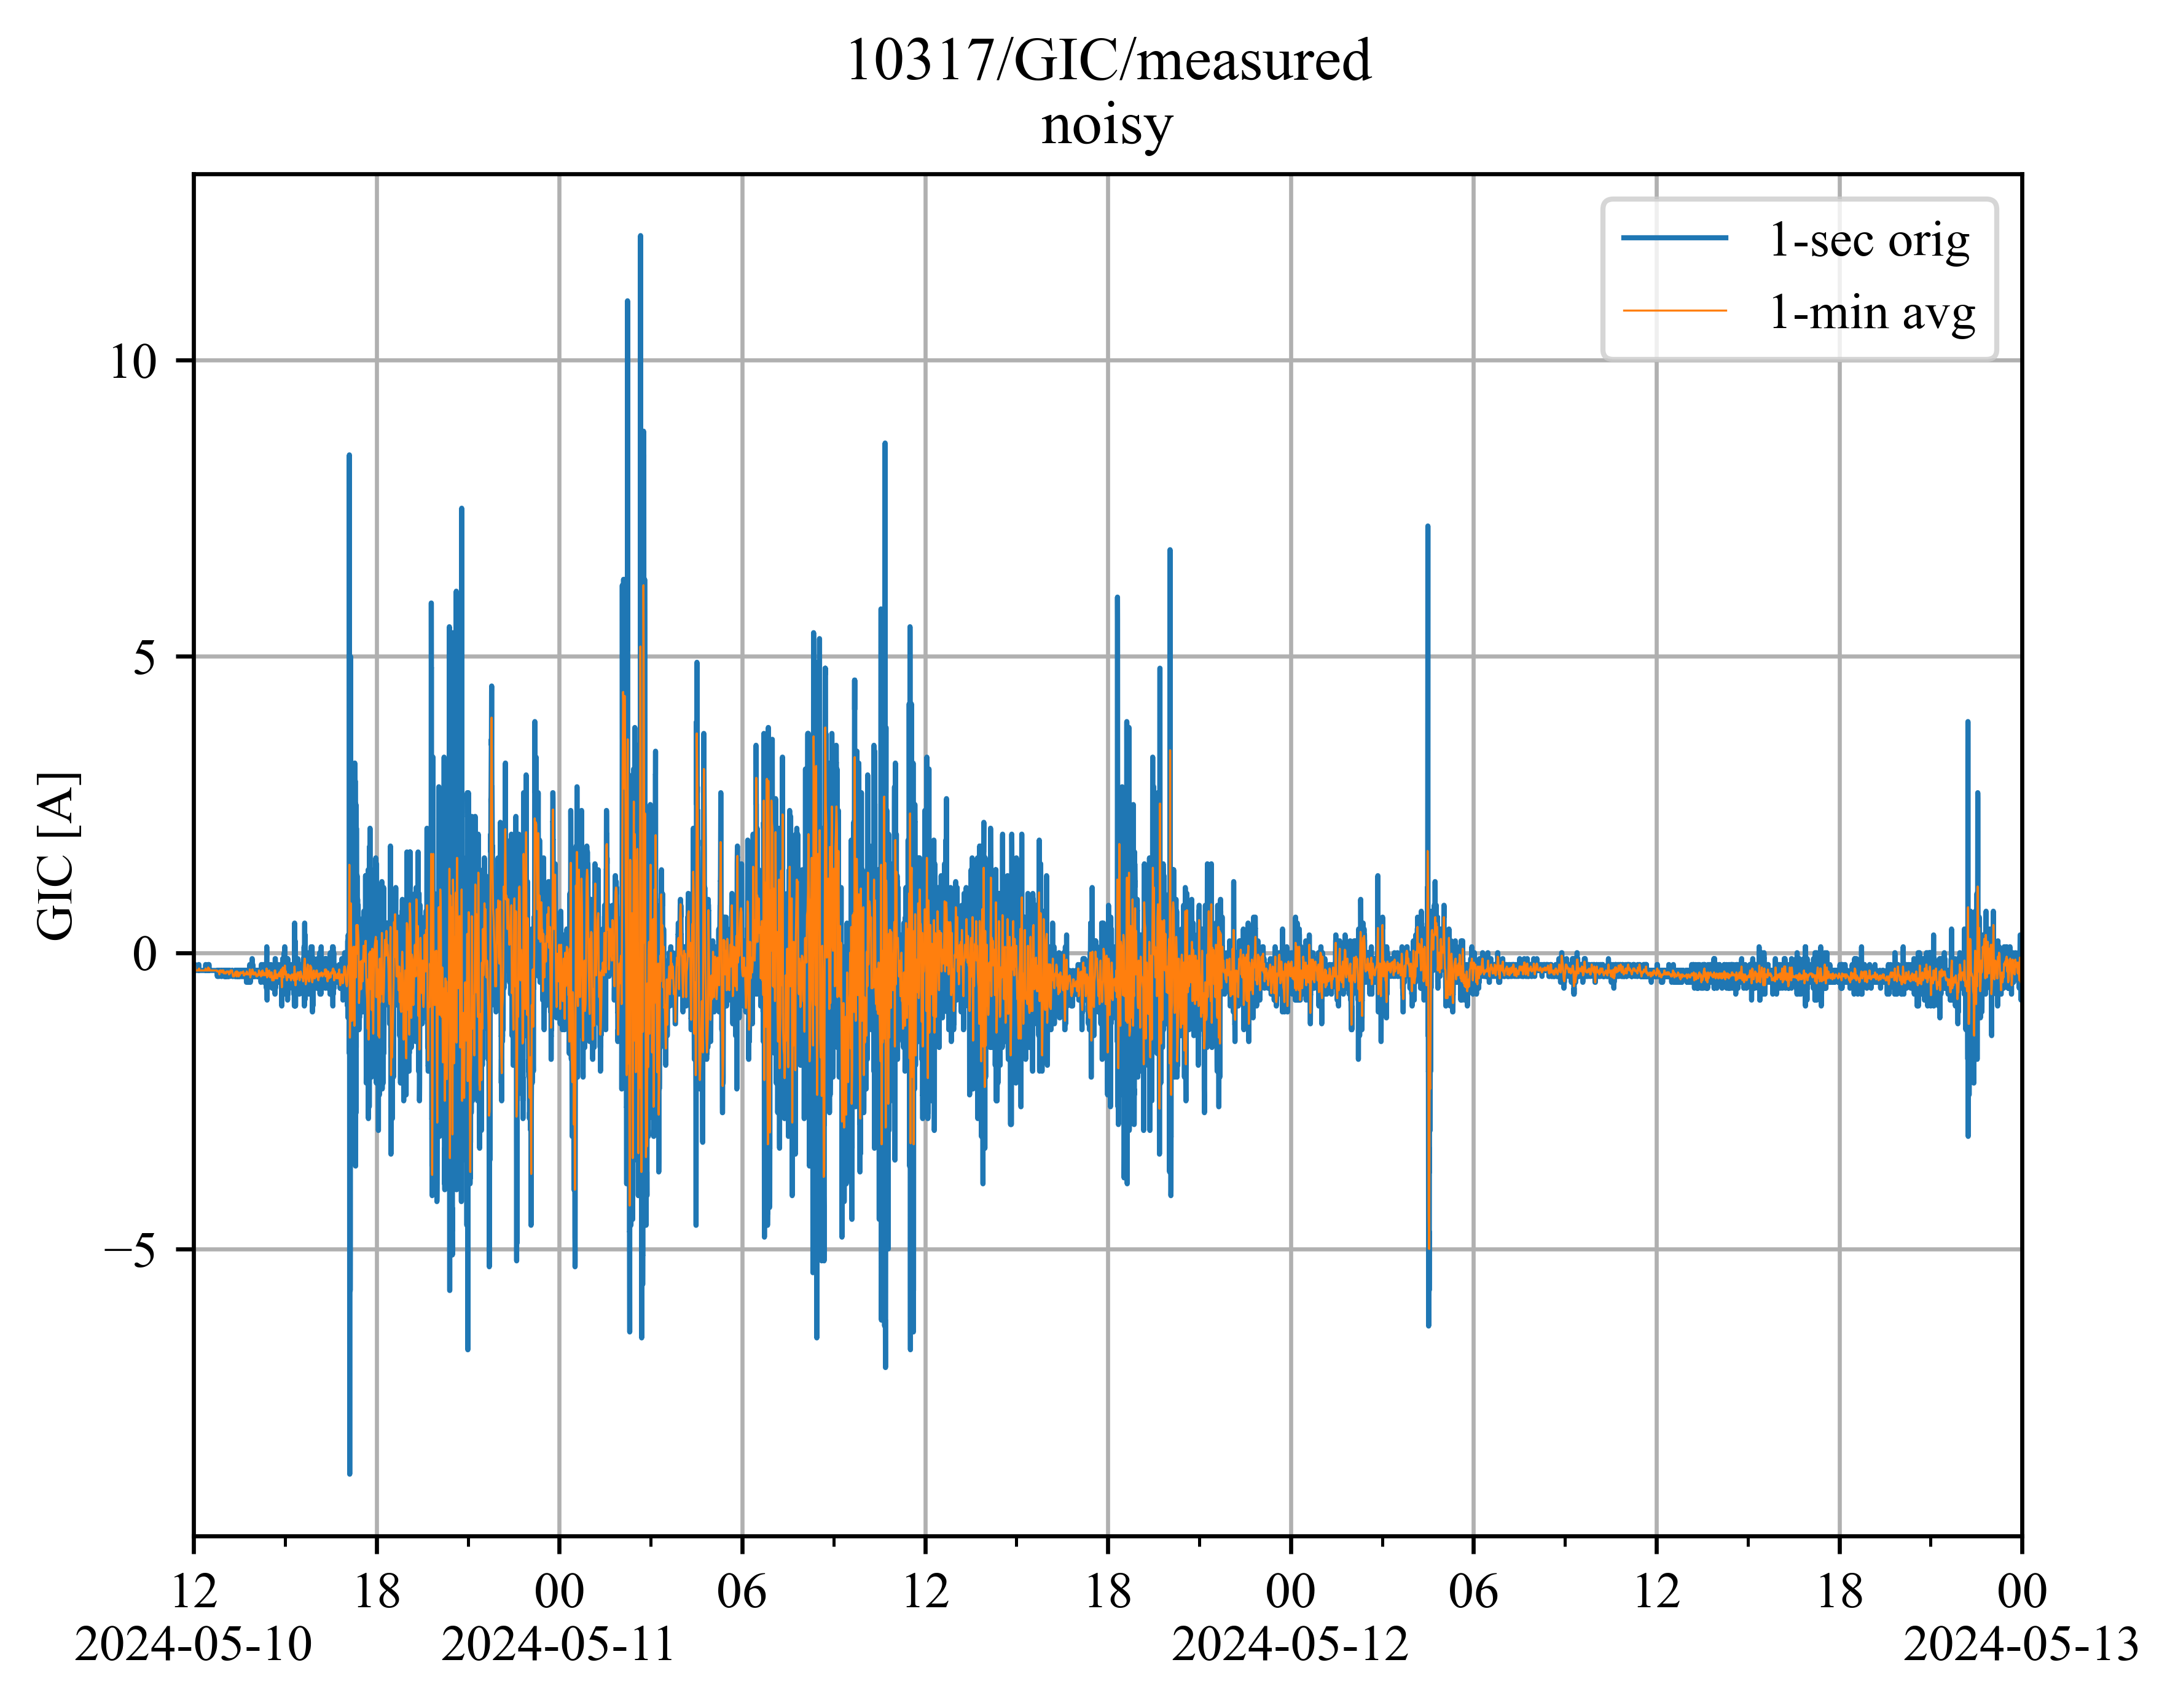 10317/GIC/measured
noisy
1-sec orig
1-min avg
GIC [A]
10
5
0
−5
12 18 00 06 12 18 00 06 12 18 00
2024-05-10 2024-05-11 2024-05-12 2024-05-13